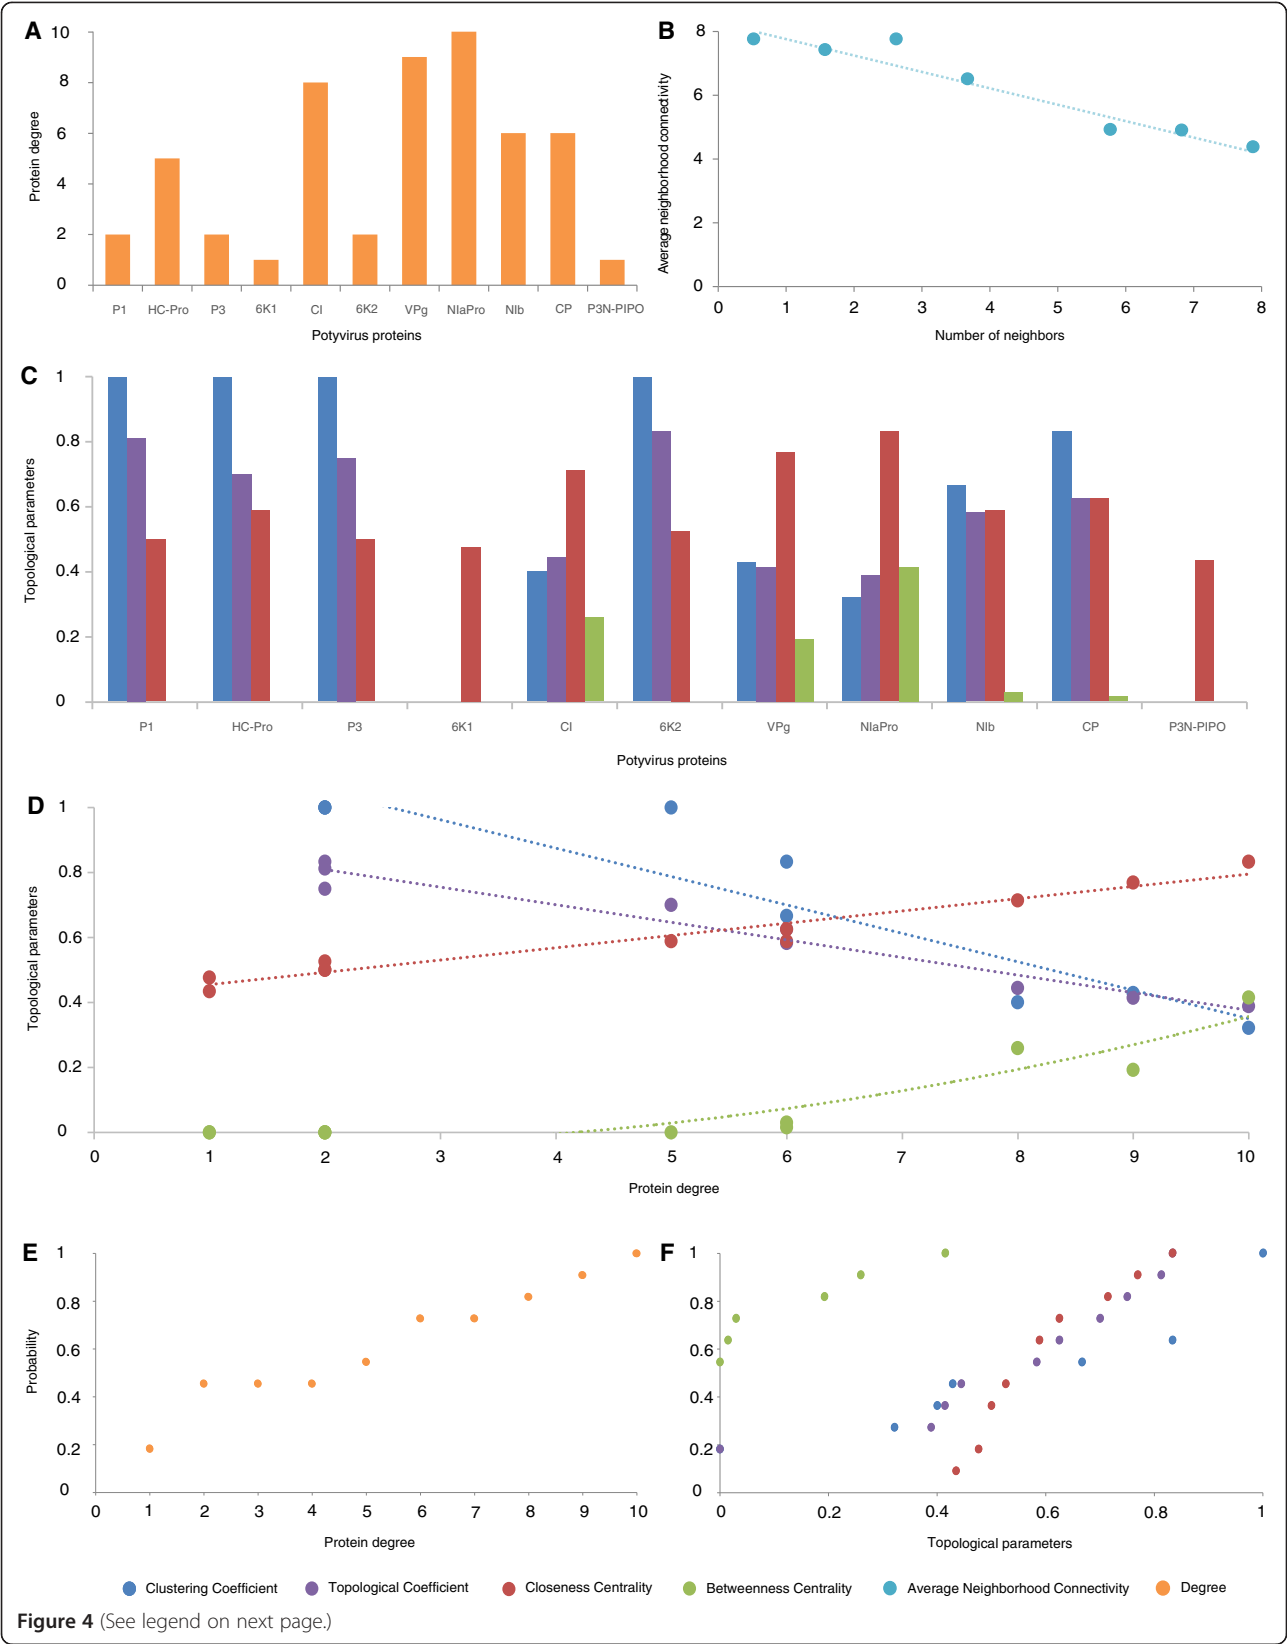 A
10
8
6
4
2
0
Protein degree
P1 HC-Pro P3 6K1 CI 6K2 VPg NIaPro NIb CP P3N-PIPO
Potyvirus proteins
B
8
6
4
2
0
Average neighborhood connectivity
0 1 2 3 4 5 6 7 8
Number of neighbors
C
1
0.8
0.6
0.4
0.2
0
Topological parameters
P1 HC-Pro P3 6K1 CI 6K2 VPg NIaPro NIb CP P3N-PIPO
Potyvirus proteins
D
1
0.8
0.6
0.4
0.2
0
Topological parameters
0 1 2 3 4 5 6 7 8 9 10
Protein degree
E
1
0.8
0.6
0.4
0.2
0
Probability
0 1 2 3 4 5 6 7 8 9 10
Protein degree
F
1
0.8
0.6
0.4
0.2
0
0 0.2 0.4 0.6 0.8 1
Topological parameters
Clustering Coefficient Topological Coefficient Closeness Centrality Betweenness Centrality Average Neighborhood Connectivity Degree
Figure 4 (See legend on next page.)